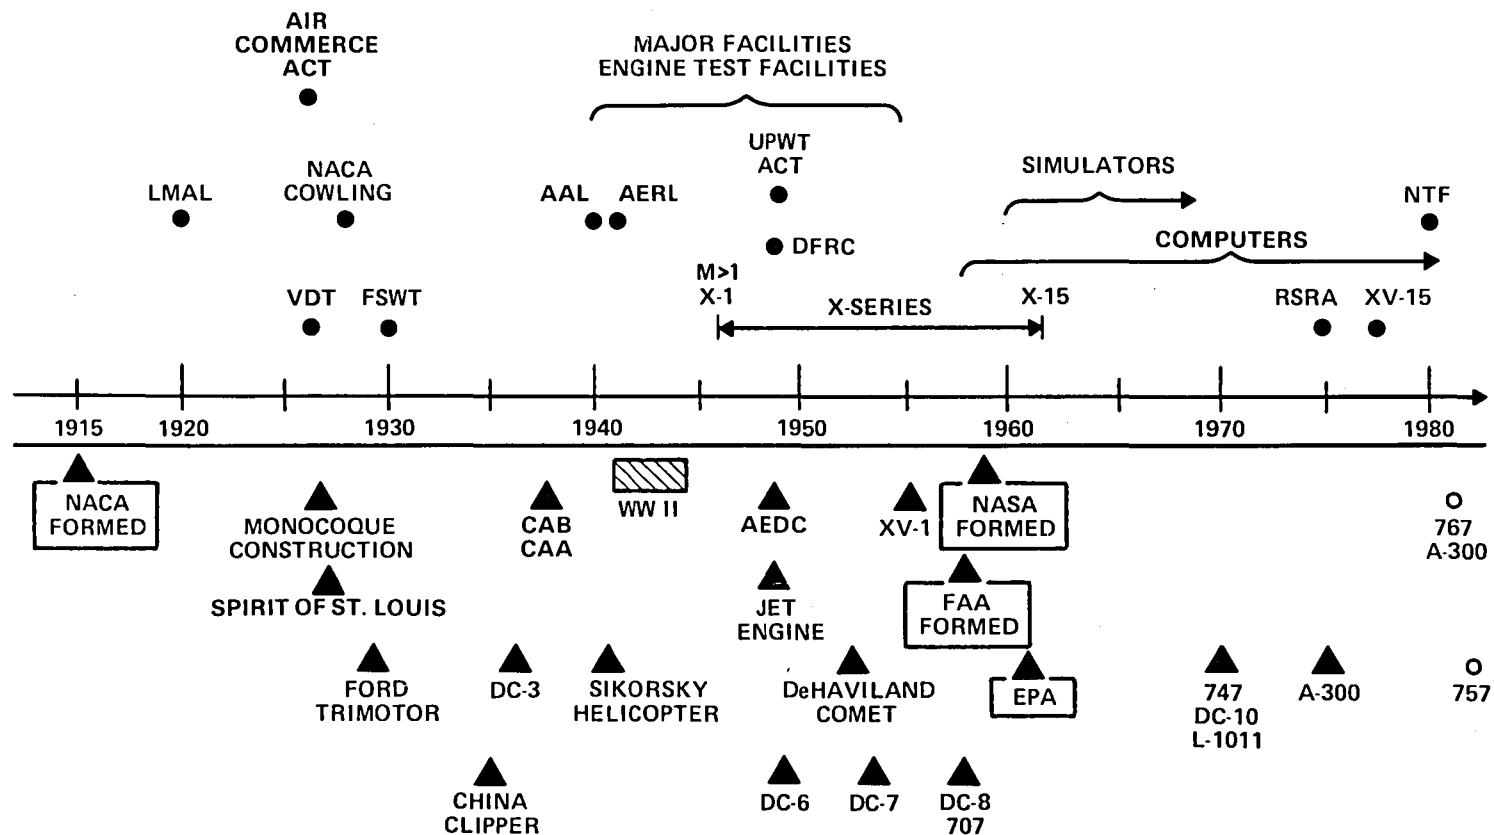 AIR
COMMERCE
ACT
MAJOR FACILITIES
ENGINE TEST FACILITIES
UPWT
ACT
NACA
COWLING
LMAL
AAL
AERL
SIMULATORS
NTF
DFRC
COMPUTERS
M>1
X-1
VDT
FSWT
X-SERIES
X-15
RSRA
XV-15
1915
1920
1930
1940
1950
1960
1970
1980
NACA
FORMED
MONOCOQUE
CONSTRUCTION
CAB
CAA
WW II
AEDC
XV-1
NASA
FORMED
767
A-300
SPIRIT OF ST. LOUIS
JET
ENGINE
FAA
FORMED
FORD
TRIMOTOR
DC-3
SIKORSKY
HELICOPTER
DeHAVILAND
COMET
EPA
747
DC-10
L-1011
A-300
757
CHINA
CLIPPER
DC-6
DC-7
DC-8
707